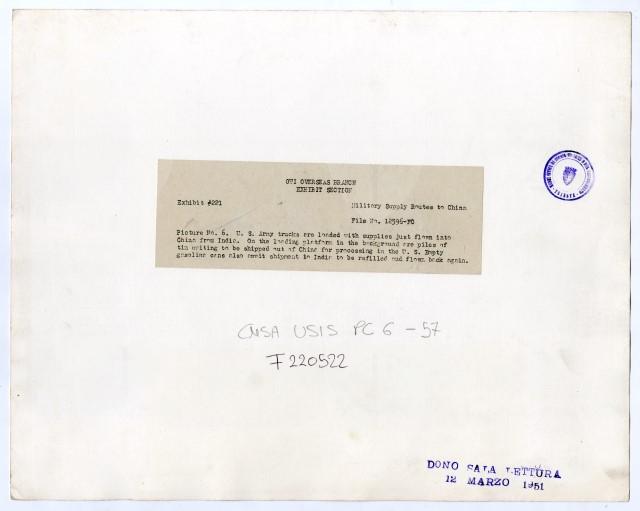 OWI OVERSEAS BRANCH
EXHIBIT SECTION
Exhibit #221
Military Supply Routes to China
File No. 12596-FO
Picture No. 6. U. S. Army trucks are loaded with supplies just flown into
China from India. On the loading platform in the background are piles of
tin waiting to be shipped out of China for processing in the U. S. Empty
gasoline cans also await shipment to India to be refilled and flown back again.
CMSA USIS PC 6 - 57
F 220522
DONO SALA LETTURA
12 MARZO 1951